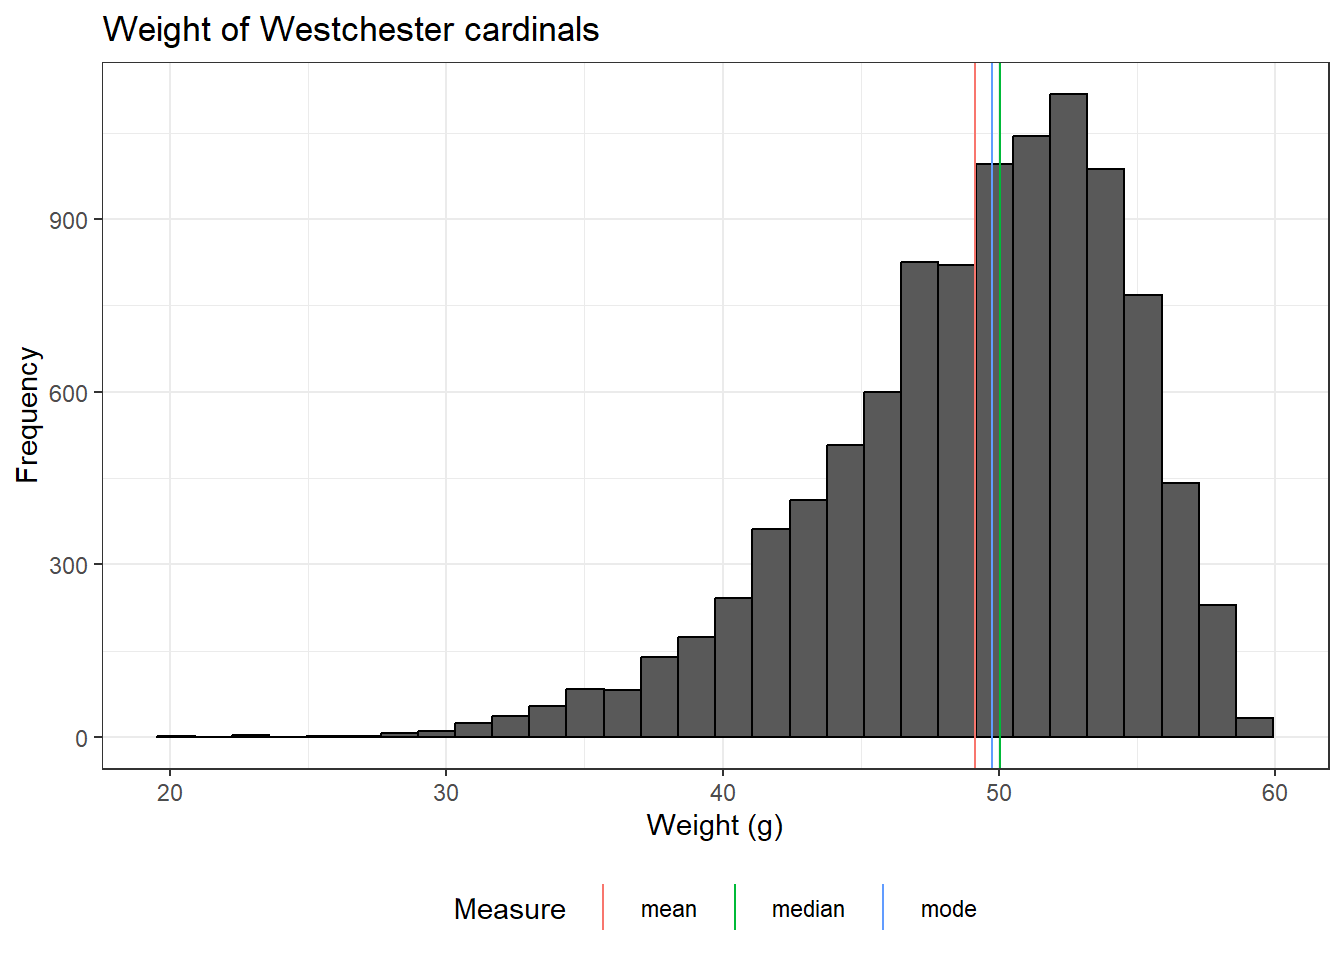 Weight of Westchester cardinals
Frequency
900
600
300
0
20 30 40 50 60
Weight (g)
Measure mean median mode